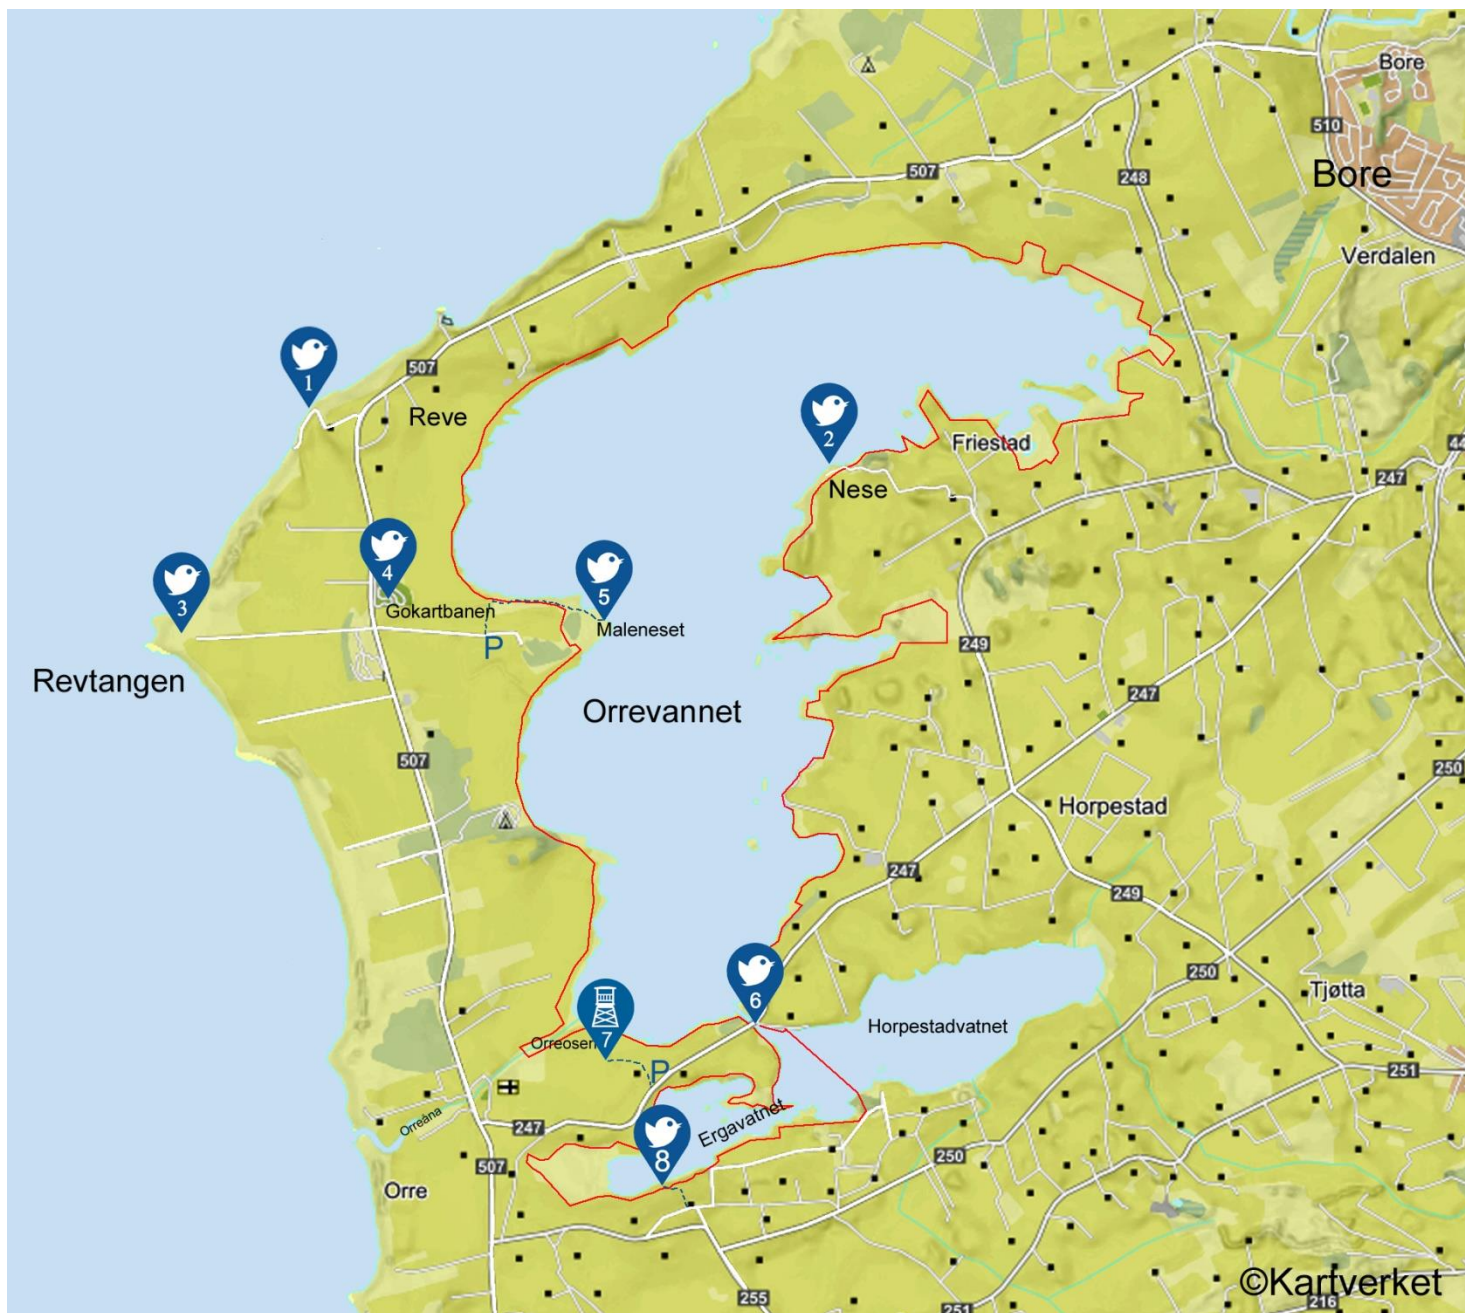 Bore
510
Bore
507
248
Verdalen
1
507
Reve
2
Friestad
44
247
Nese
3
4
Gokartbanen
5
Maleneset
P
249
Revtangen
Orrevannet
247
507
250
Horpestad
247
249
6
250
Tjøtta
Horpestadvatnet
7
Orreosen
P
251
Orreåna
247
Ergavatnet
8
250
507
Orre
©Kartverket
255
251
216